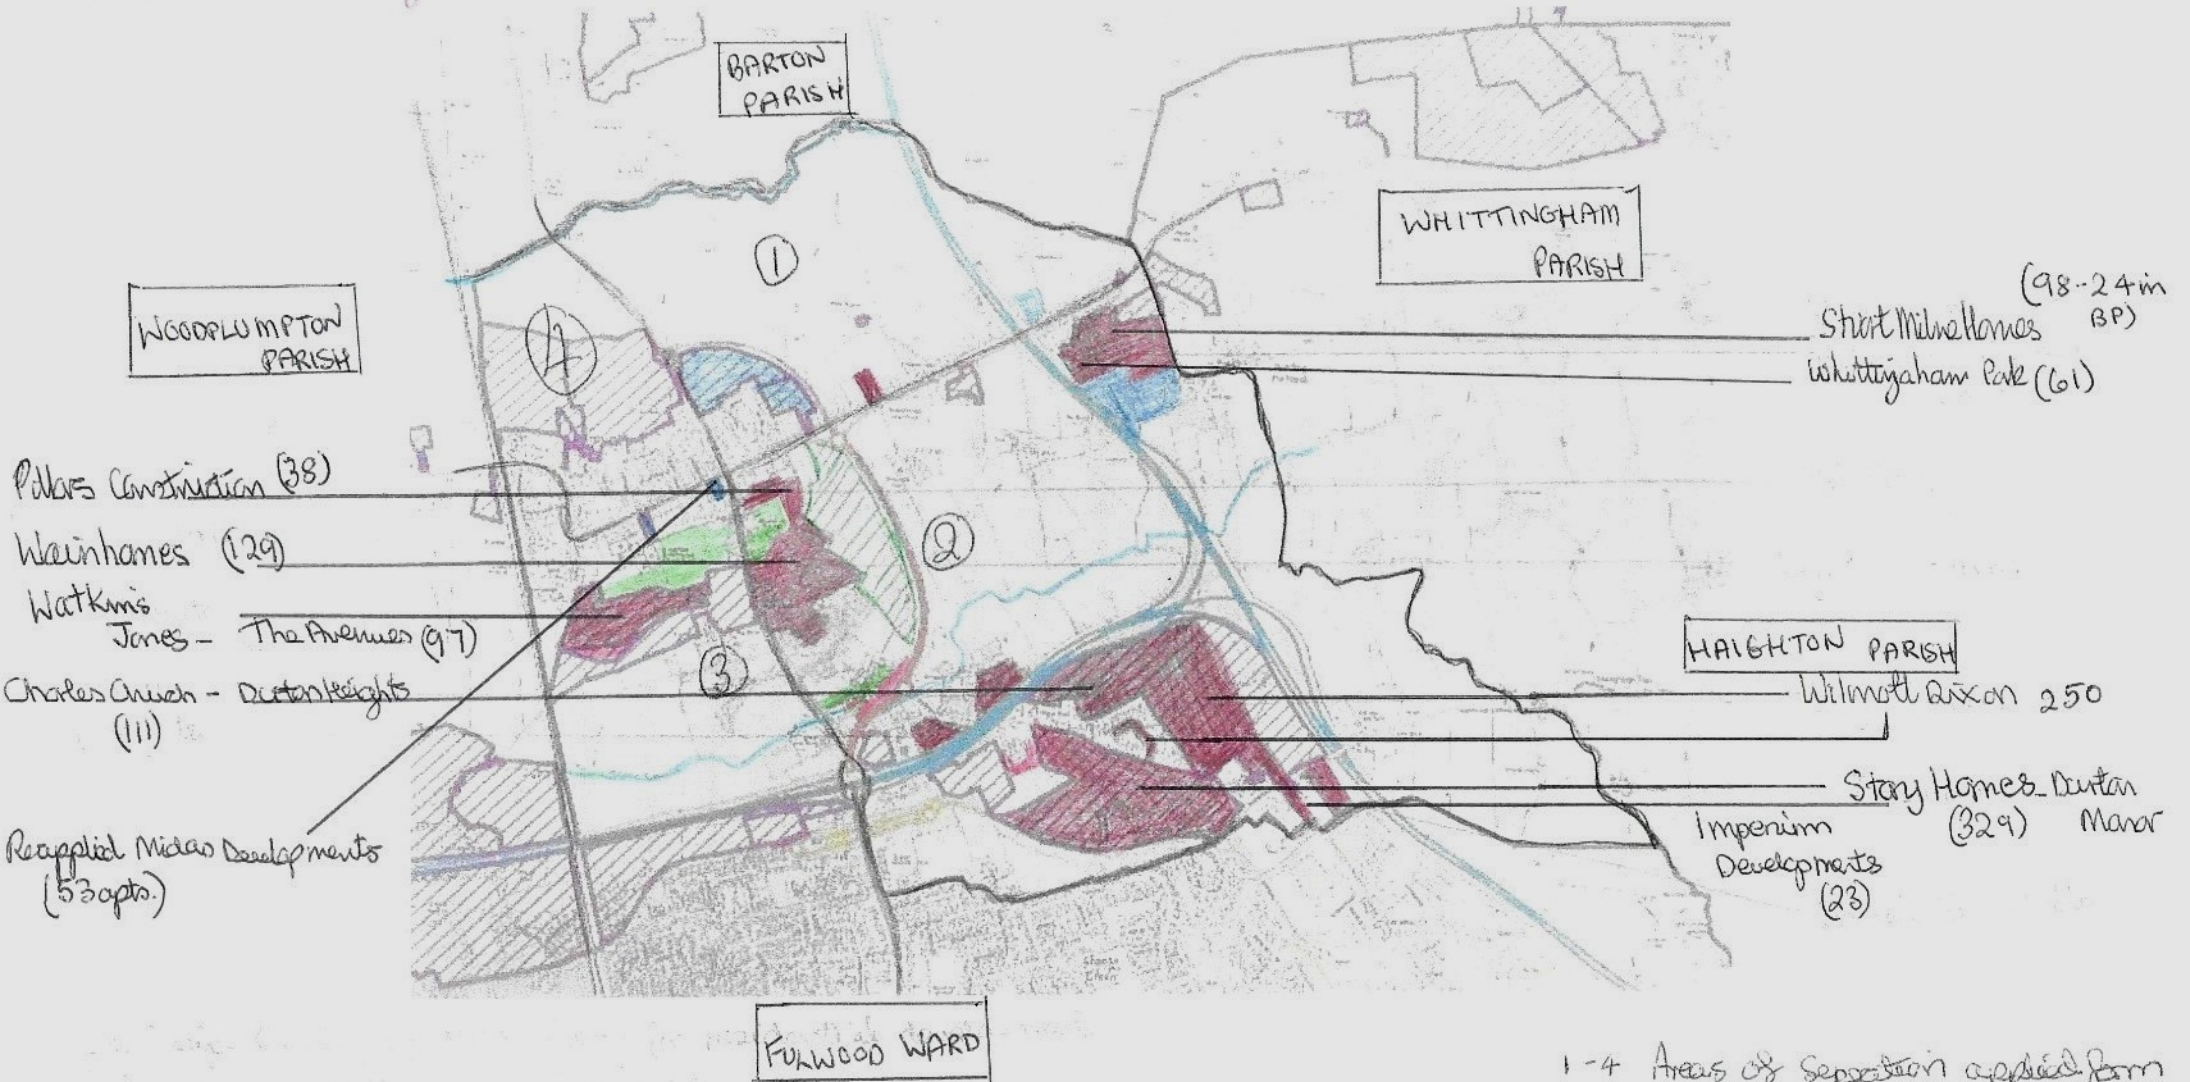 BARTON
PARISH
WHITTINGHAM
PARISH
WOODPLUMPTON
PARISH
(98-24 in
BP)
Stuart Milne Homes
Whittingham Park (61)
①
②
③
④
Pillars Construction (38)
Wainhomes (129)
Watkins
Jones - The Avenues (97)
Charles Church - Durton Heights
(111)
Reapplied Midas Developments
(53 apts.)
HAIGHTON PARISH
Wilmott Dixon 250
Story Homes - Durton
(329) Manor
Imperium
Developments
(23)
FULWOOD WARD
1-4 Areas of Separation applied form